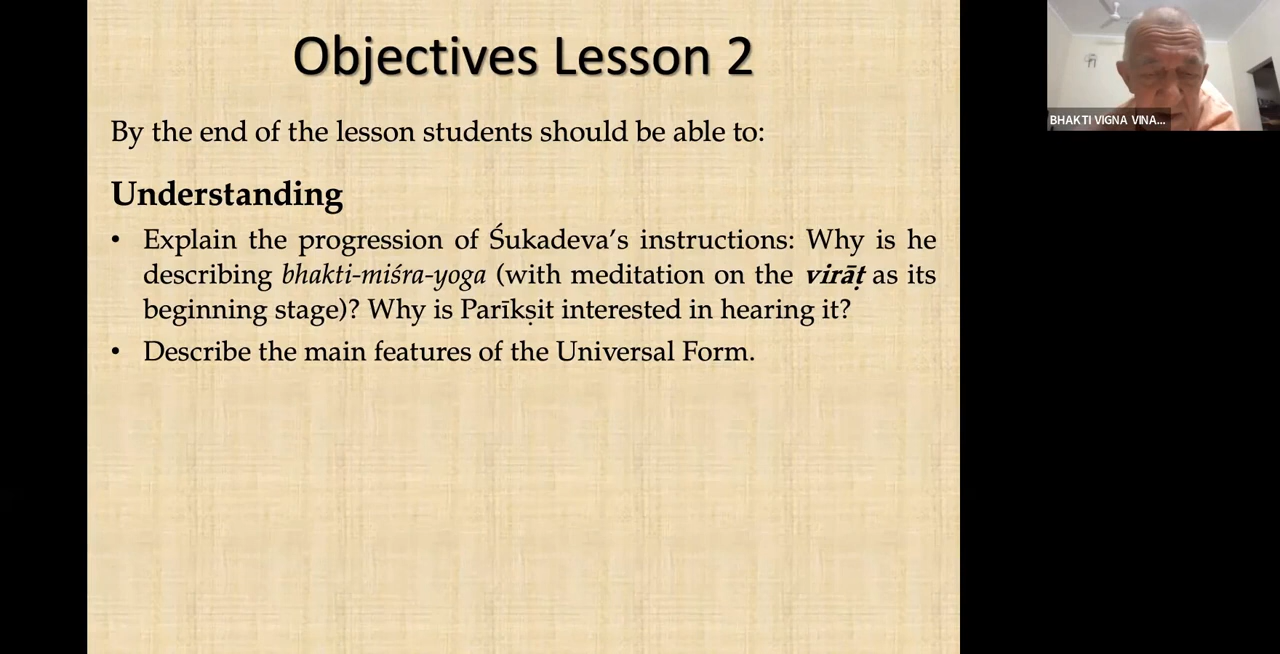 Objectives Lesson 2
By the end of the lesson students should be able to:
Understanding
• Explain the progression of Śukadeva’s instructions: Why is he
describing bhakti-miśra-yoga (with meditation on the virāṭ as its
beginning stage)? Why is Parīkṣit interested in hearing it?
• Describe the main features of the Universal Form.
BHAKTI VIGNA VINA...